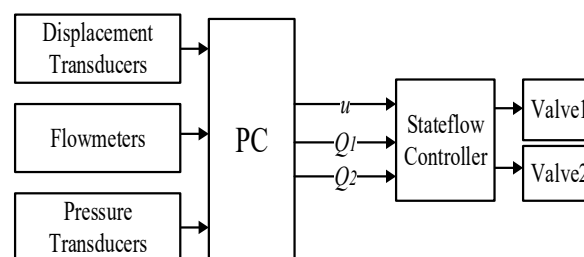 Displacement
Transducers
Flowmeters
Pressure
Transducers
PC
u
Q1
Q2
Stateflow
Controller
Valve1
Valve2